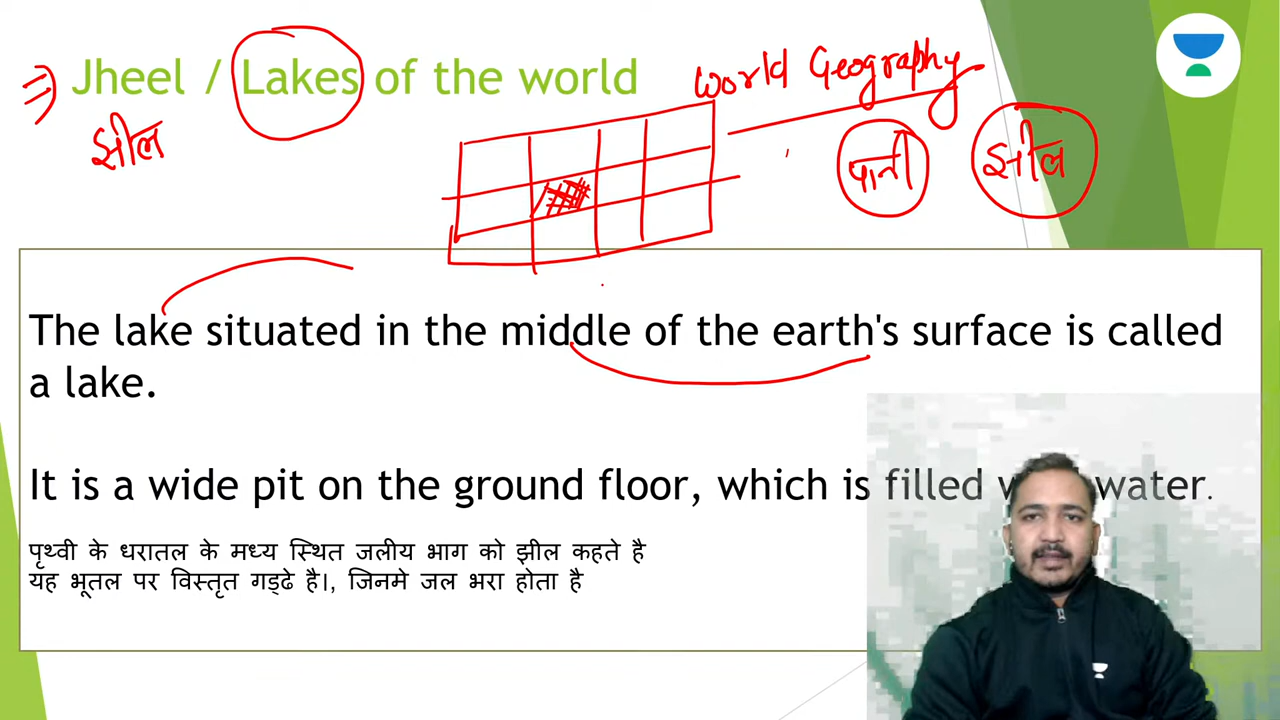 ⇒ Jheel / Lakes of the world
World Geography
झील
पानी
झील
The lake situated in the middle of the earth's surface is called
a lake.
It is a wide pit on the ground floor, which is filled with water.
पृथ्वी के धरातल के मध्य स्थित जलीय भाग को झील कहते है
यह भूतल पर विस्तृत गड्ढे है।, जिनमे जल भरा होता है